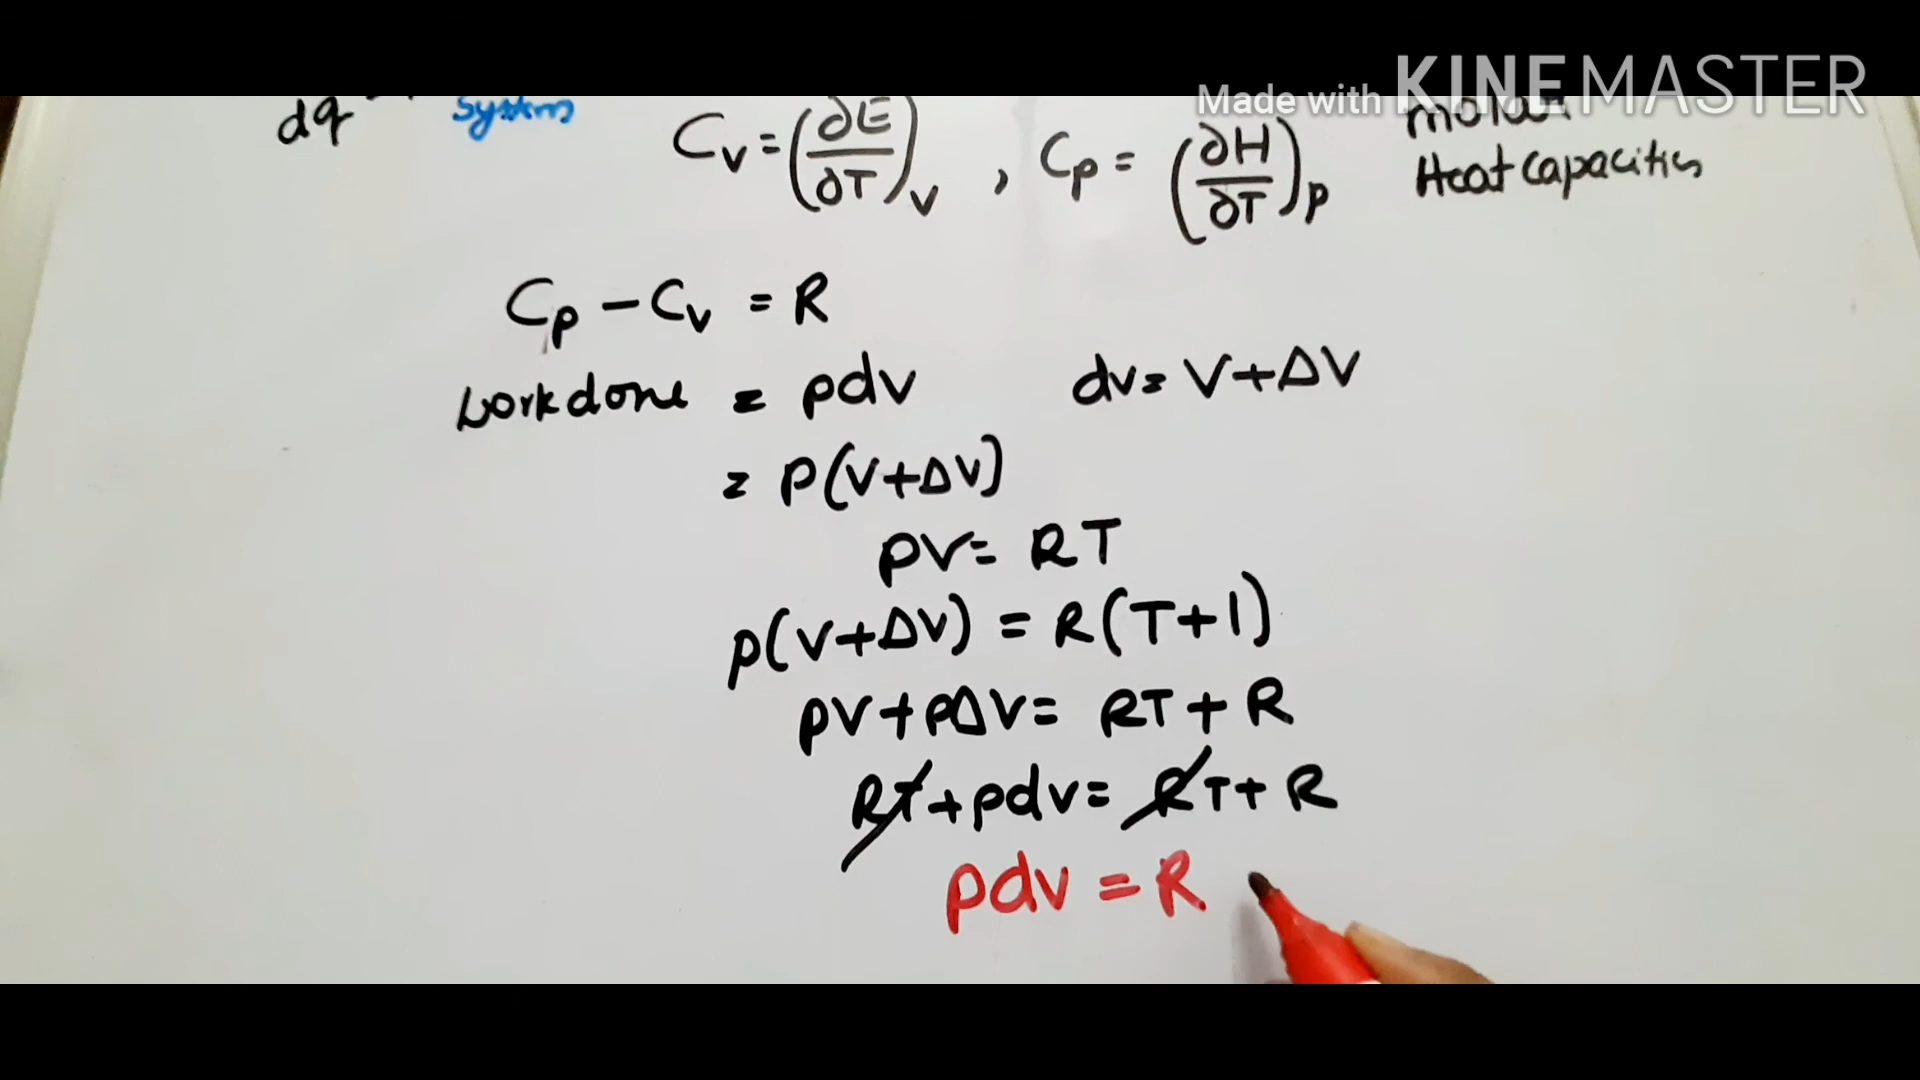 Made with KINEMASTER
dq
System
Cv = (∂E/∂T)v , Cp = (∂H/∂T)p
molar
Heat capacities
Cp – Cv = R
workdone = pdv dv = V+ΔV
= P(V+ΔV)
PV = RT
p(V+ΔV) = R(T+1)
PV + PΔV = RT + R
RT + pdv = RT + R
pdv = R